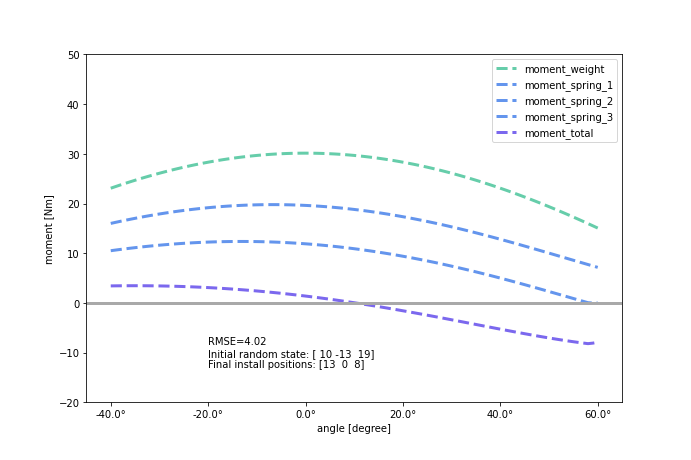 50
40
30
20
10
0
−10
−20
moment [Nm]
moment_weight
moment_spring_1
moment_spring_2
moment_spring_3
moment_total
RMSE=4.02
Initial random state: [ 10 -13  19]
Final install positions: [13  0  8]
-40.0° -20.0° 0.0° 20.0° 40.0° 60.0°
angle [degree]